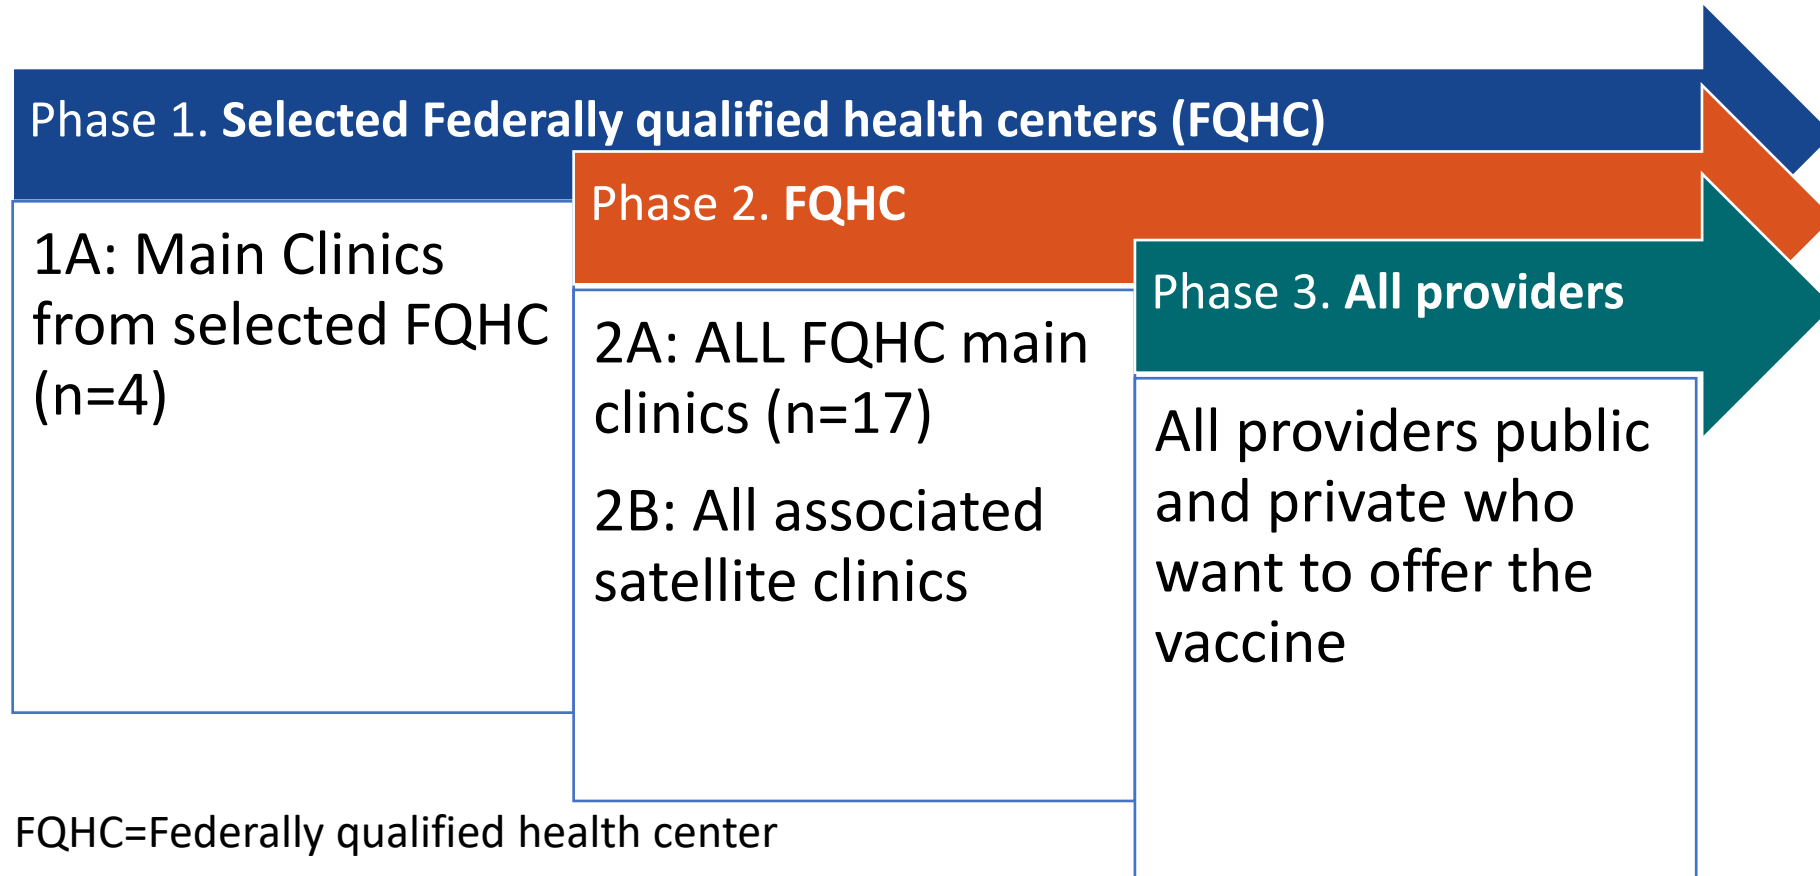 Phase 1. Selected Federally qualified health centers (FQHC)
1A: Main Clinics
from selected FQHC
(n=4)
Phase 2. FQHC
2A: ALL FQHC main
clinics (n=17)
2B: All associated
satellite clinics
Phase 3. All providers
All providers public
and private who
want to offer the
vaccine
FQHC=Federally qualified health center